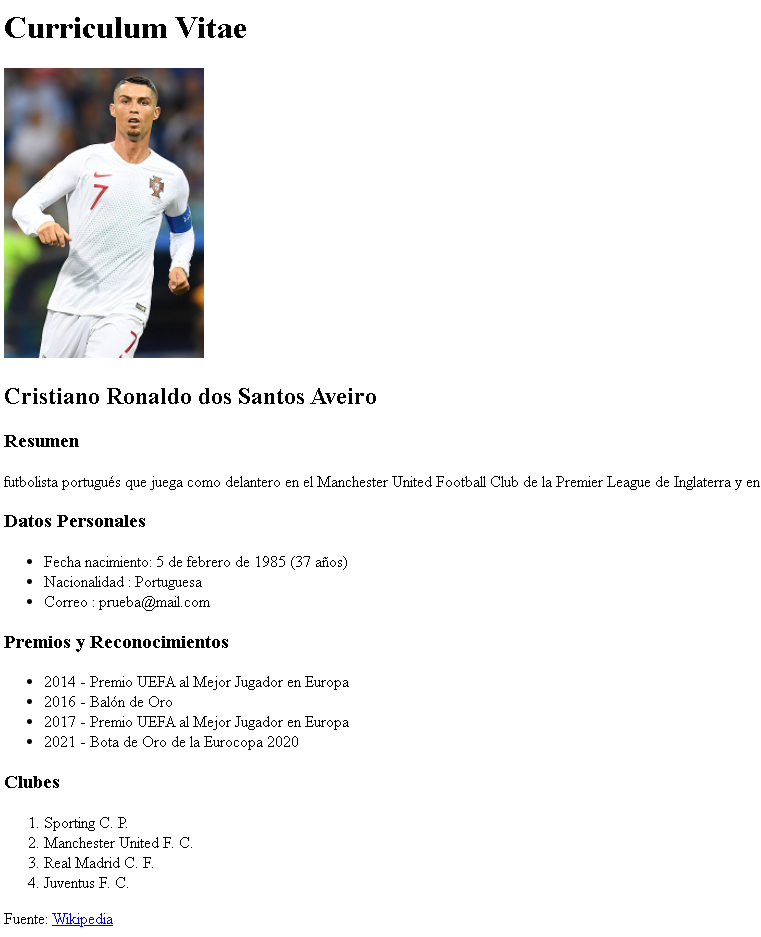 Curriculum Vitae
7
7
Cristiano Ronaldo dos Santos Aveiro
Resumen
futbolista portugués que juega como delantero en el Manchester United Football Club de la Premier League de Inglaterra y en
Datos Personales
• Fecha nacimiento: 5 de febrero de 1985 (37 años)
• Nacionalidad : Portuguesa
• Correo : prueba@mail.com
Premios y Reconocimientos
• 2014 - Premio UEFA al Mejor Jugador en Europa
• 2016 - Balón de Oro
• 2017 - Premio UEFA al Mejor Jugador en Europa
• 2021 - Bota de Oro de la Eurocopa 2020
Clubes
1. Sporting C. P.
2. Manchester United F. C.
3. Real Madrid C. F.
4. Juventus F. C.
Fuente: Wikipedia